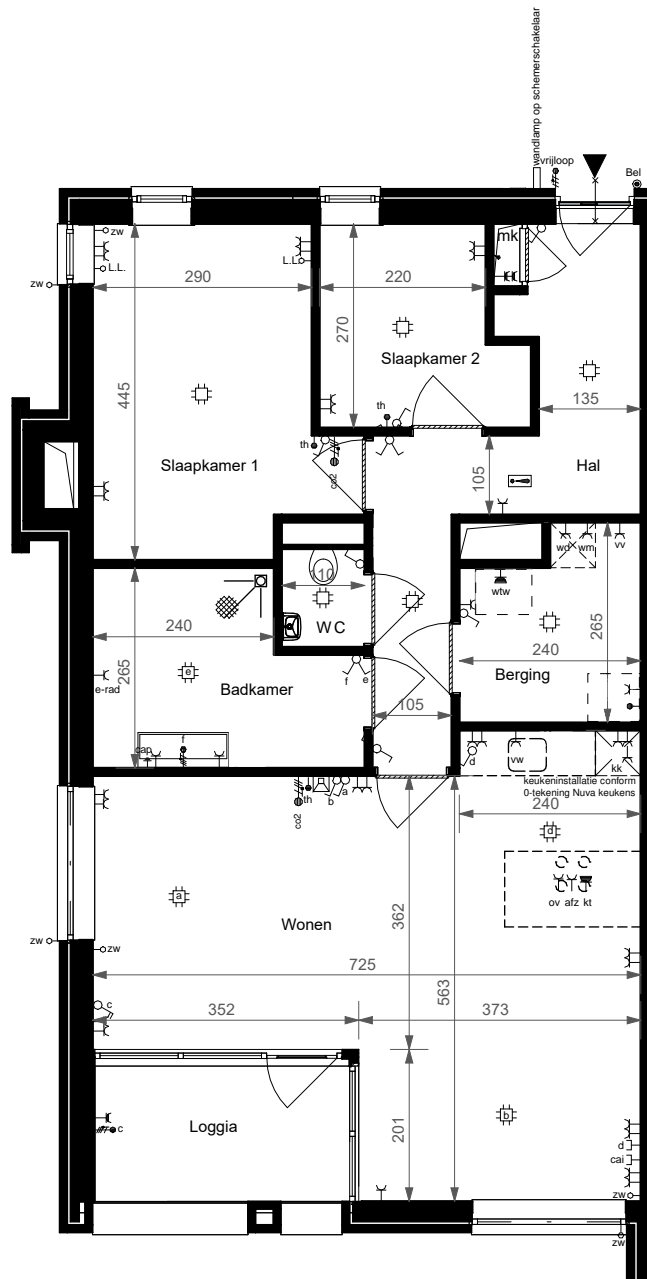 wandlamp op schemerschakelaar
vrijloop
Bel
zw
L.L.
zw
L.L.
mk
290
220
270
445
Slaapkamer 2
135
th
th
co2
Slaapkamer 1
105
Hal
wd
wm
vv
110
wtw
WC
240
265
e
e-rad
Badkamer
f
e
105
240
265
Berging
cap
f
d
vw
kk
keukeninstallatie conform
0-tekening Nuva keukens
th
b
a
co2
240
d
a
ov afz kt
362
Wonen
zw
zw
725
563
c
352
373
201
b
Loggia
c
d
cai
zw
zw